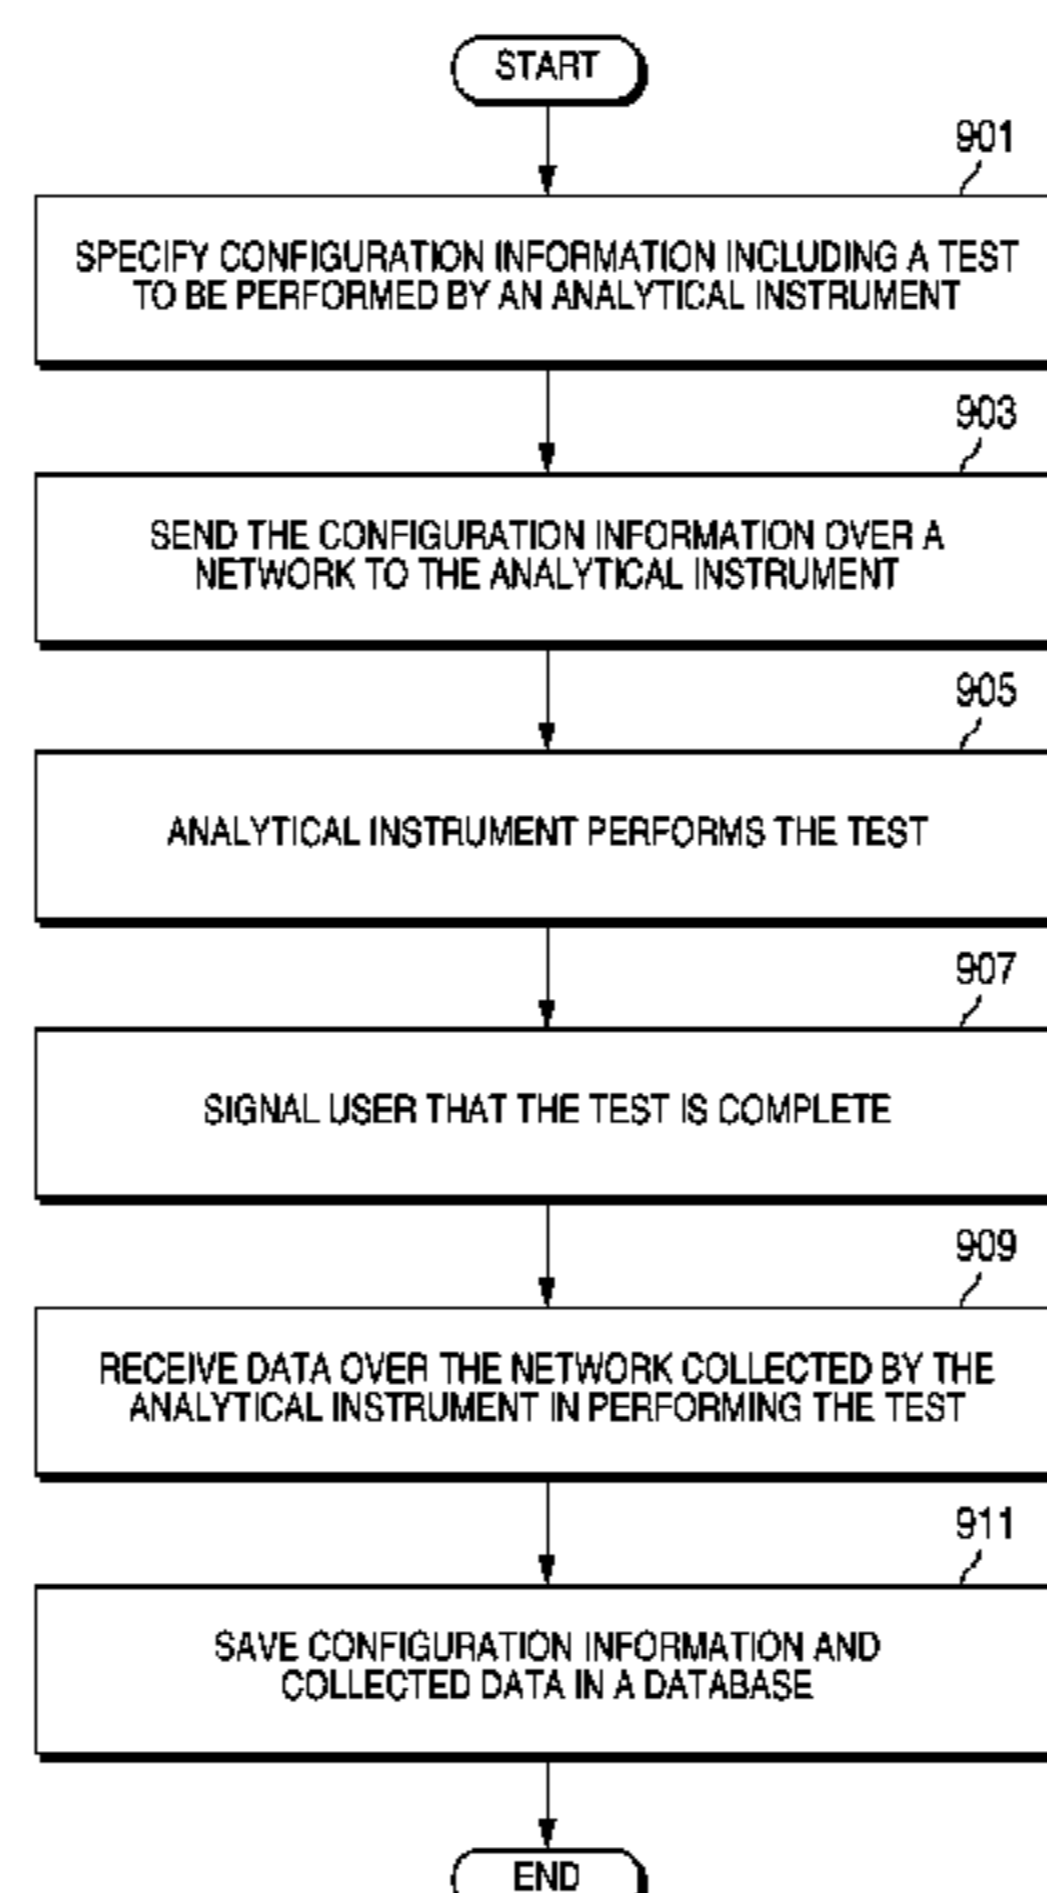 START
901
SPECIFY CONFIGURATION INFORMATION INCLUDING A TEST
TO BE PERFORMED BY AN ANALYTICAL INSTRUMENT
903
SEND THE CONFIGURATION INFORMATION OVER A
NETWORK TO THE ANALYTICAL INSTRUMENT
905
ANALYTICAL INSTRUMENT PERFORMS THE TEST
907
SIGNAL USER THAT THE TEST IS COMPLETE
909
RECEIVE DATA OVER THE NETWORK COLLECTED BY THE
ANALYTICAL INSTRUMENT IN PERFORMING THE TEST
911
SAVE CONFIGURATION INFORMATION AND
COLLECTED DATA IN A DATABASE
END